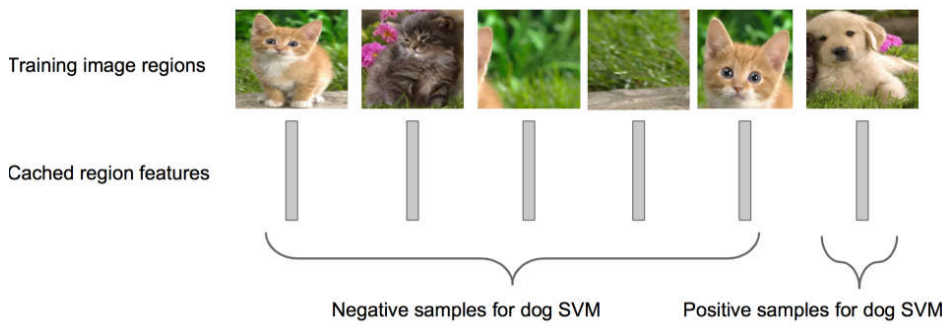 Training image regions
Cached region features
Negative samples for dog SVM
Positive samples for dog SVM